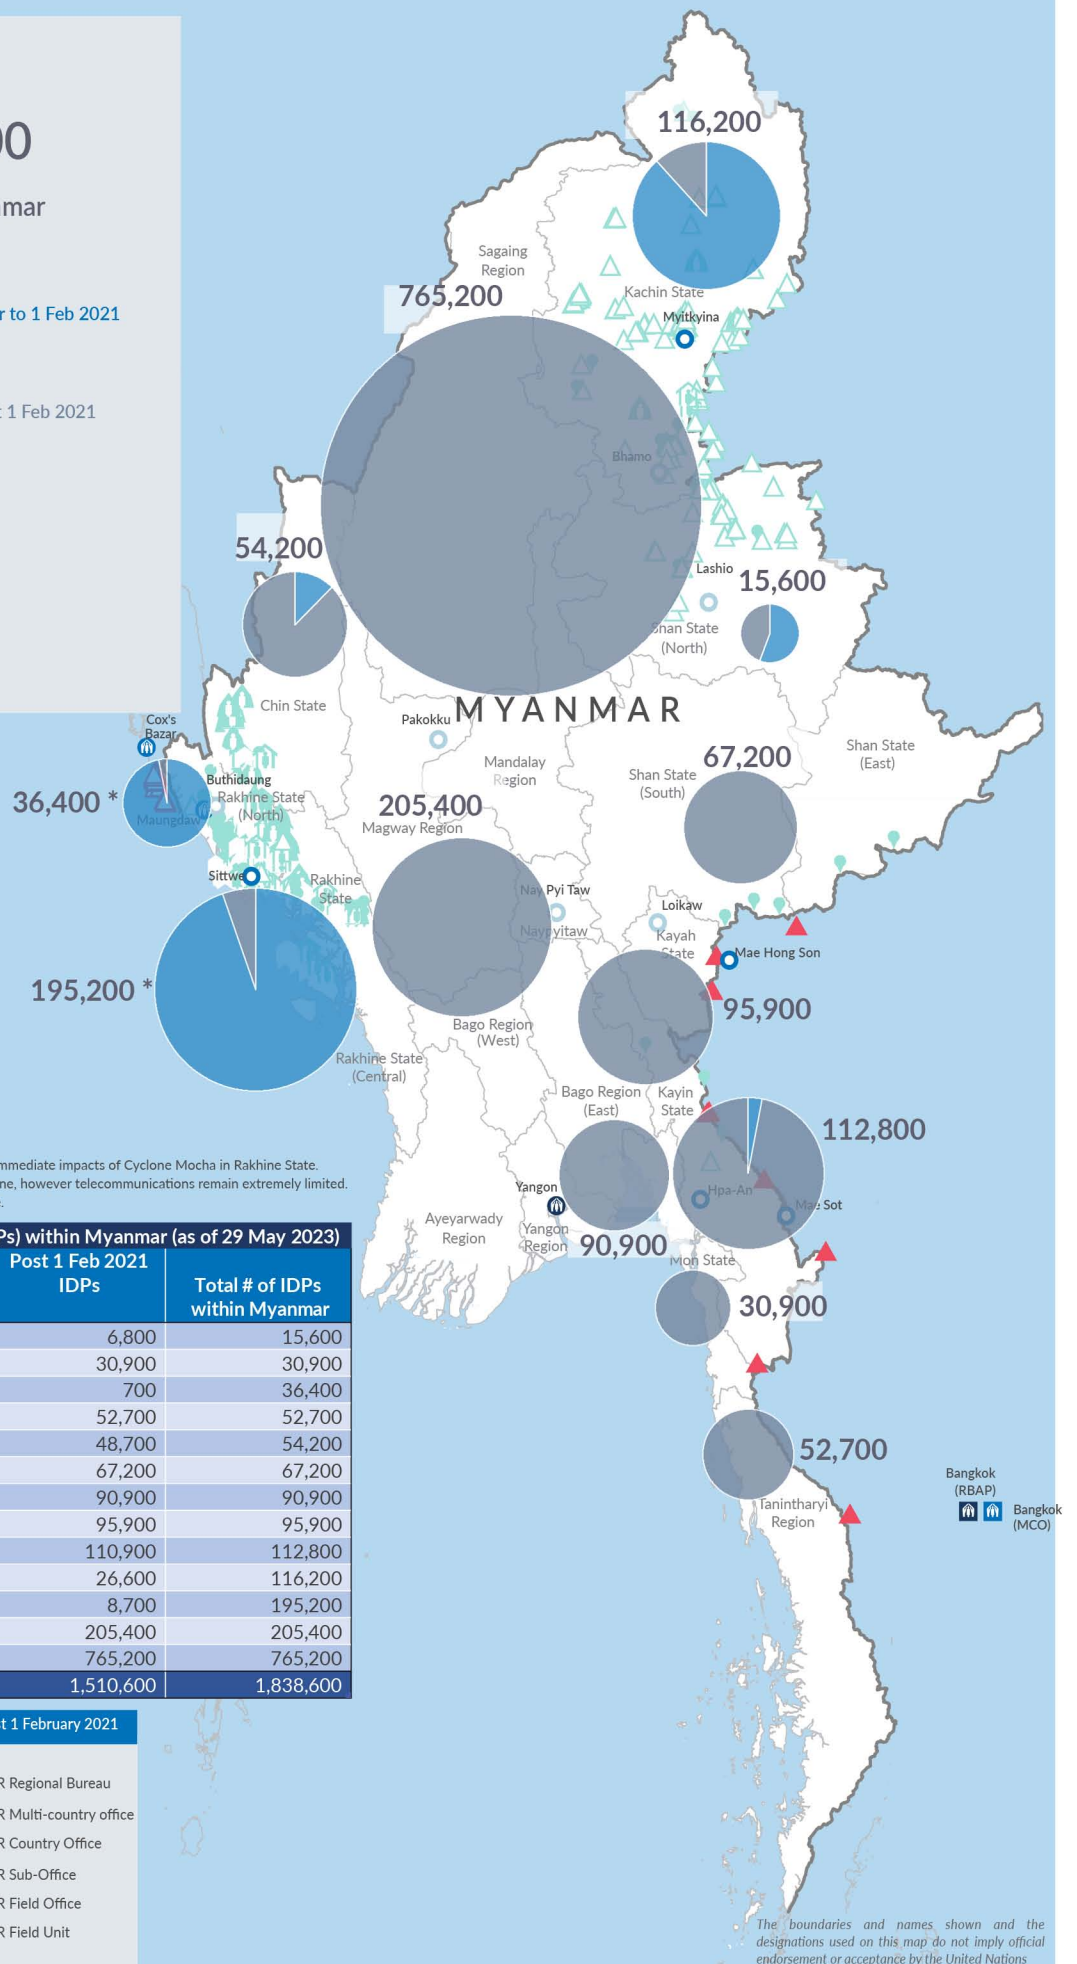 00
mar
r to 1 Feb 2021
t 1 Feb 2021
116,200
Sagaing
Region
765,200
Kachin State
Myitkyina
Bhamo
54,200
Lashio
15,600
Shan State
(North)
Chin State
MYANMAR
Pakokku
Cox's
Bazar
Mandalay
Region
Shan State
(South)
67,200
Shan State
(East)
Buthidaung
Rakhine State
(North)
36,400 *
Maungdaw
205,400
Magway Region
Sittwe
Rakhine
State
Nay Pyi Taw
Naypyitaw
Loikaw
Kayah
State
Mae Hong Son
195,200 *
95,900
Bago Region
(West)
Rakhine State
(Central)
Bago Region
(East)
Kayin
State
112,800
Hpa-An
Mae Sot
Yangon
Ayeyarwady
Region
Yangon
Region
90,900
Mon State
30,900
52,700
Tanintharyi
Region
Bangkok
(RBAP)
Bangkok
(MCO)
mmediate impacts of Cyclone Mocha in Rakhine State.
ne, however telecommunications remain extremely limited.
Ps) within Myanmar (as of 29 May 2023)
Post 1 Feb 2021
IDPs
Total # of IDPs
within Myanmar
6,800 15,600
30,900 30,900
700 36,400
52,700 52,700
48,700 54,200
67,200 67,200
90,900 90,900
95,900 95,900
110,900 112,800
26,600 116,200
8,700 195,200
205,400 205,400
765,200 765,200
1,510,600 1,838,600
t 1 February 2021
R Regional Bureau
R Multi-country office
R Country Office
R Sub-Office
R Field Office
R Field Unit
The boundaries and names shown and the
designations used on this map do not imply official
endorsement or acceptance by the United Nations